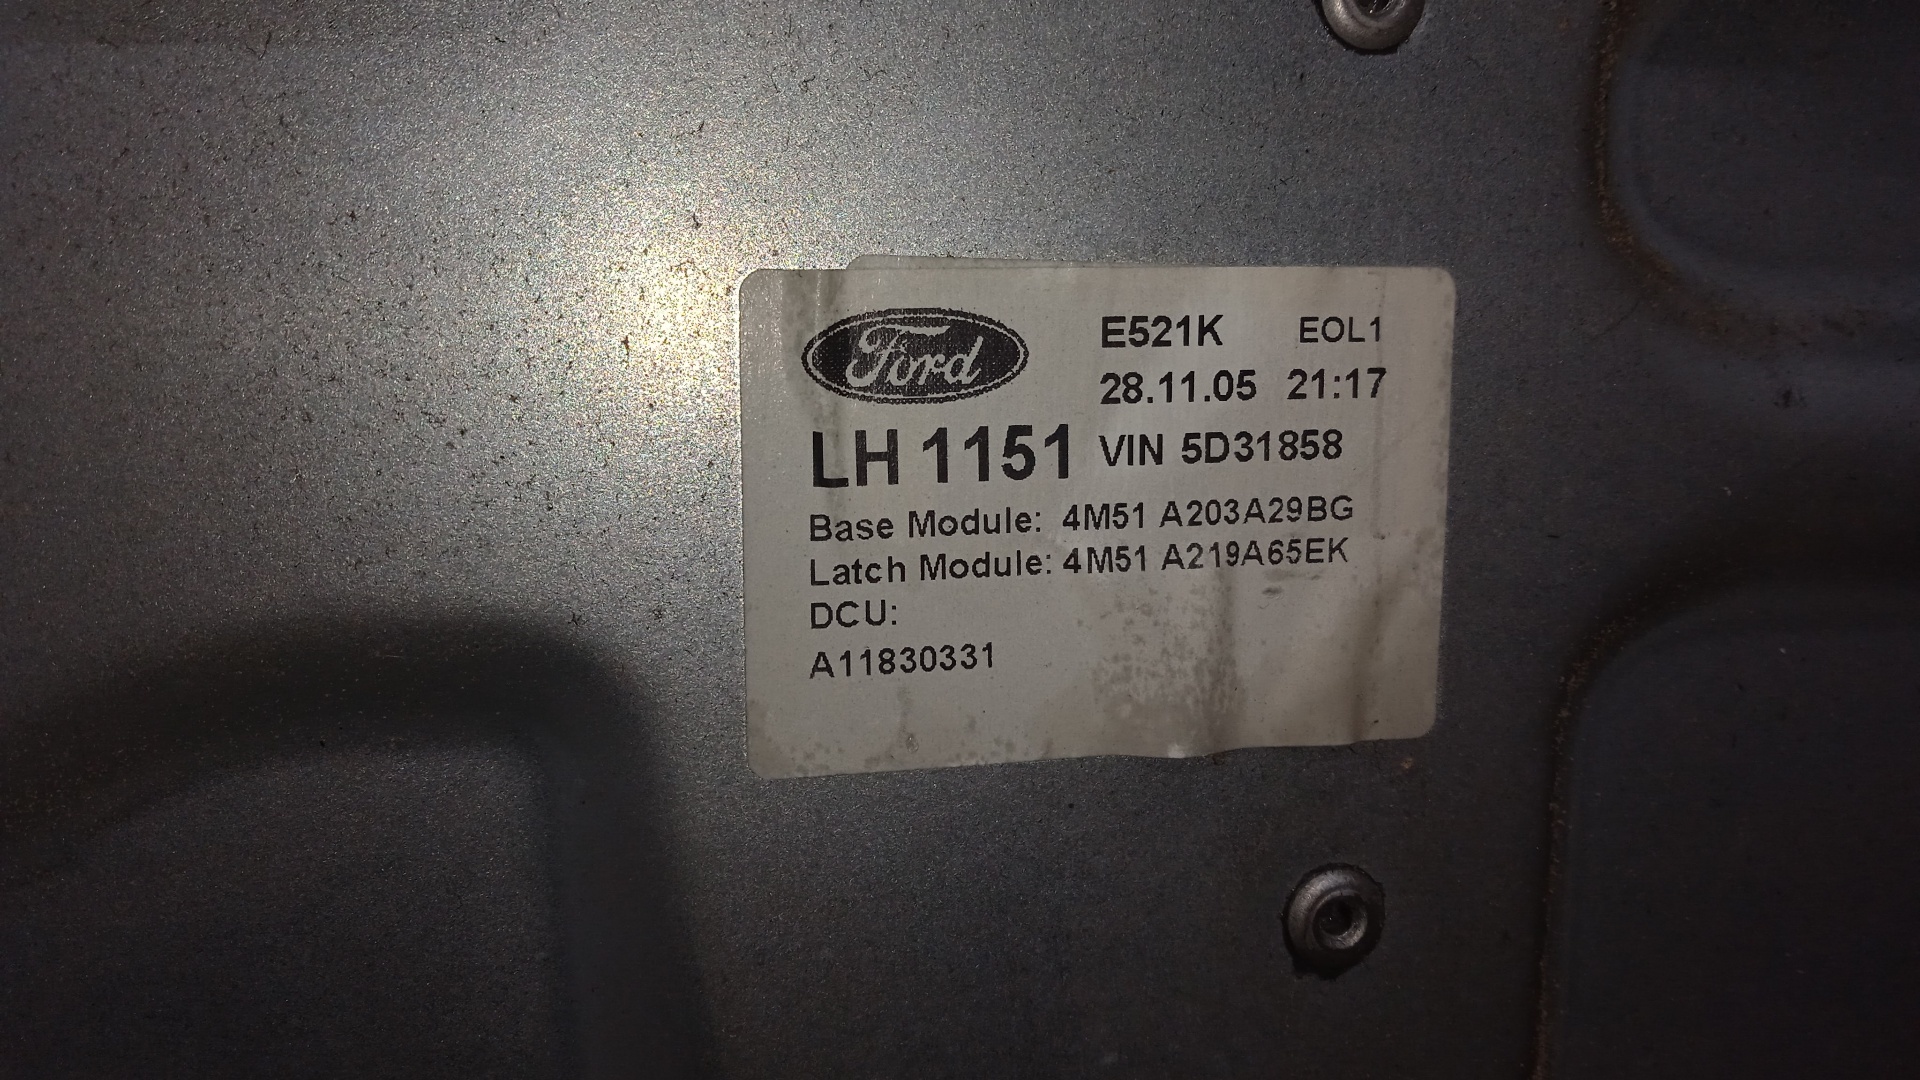 Ford E521K EOL1
28.11.05 21:17
LH 1151 VIN 5D31858
Base Module: 4M51 A203A29BG
Latch Module: 4M51 A219A65EK
DCU:
A11830331